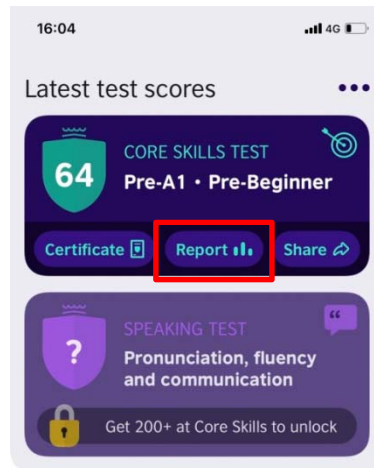 16:04 4G
Latest test scores
64
CORE SKILLS TEST
Pre-A1 • Pre-Beginner
Certificate Report Share
?
SPEAKING TEST
Pronunciation, fluency
and communication
Get 200+ at Core Skills to unlock